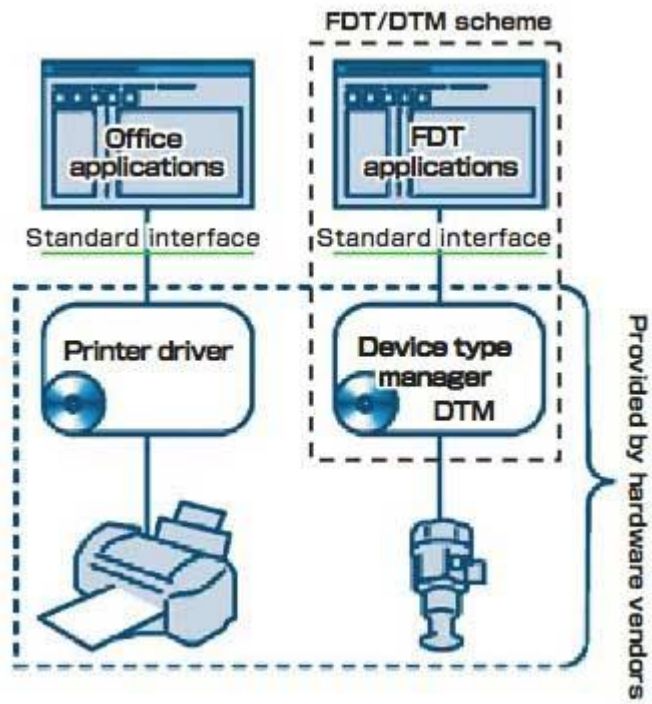 FDT/DTM scheme
Office
applications
FDT
applications
Standard interface
Standard interface
Printer driver
Device type
manager
DTM
Provided by hardware vendors